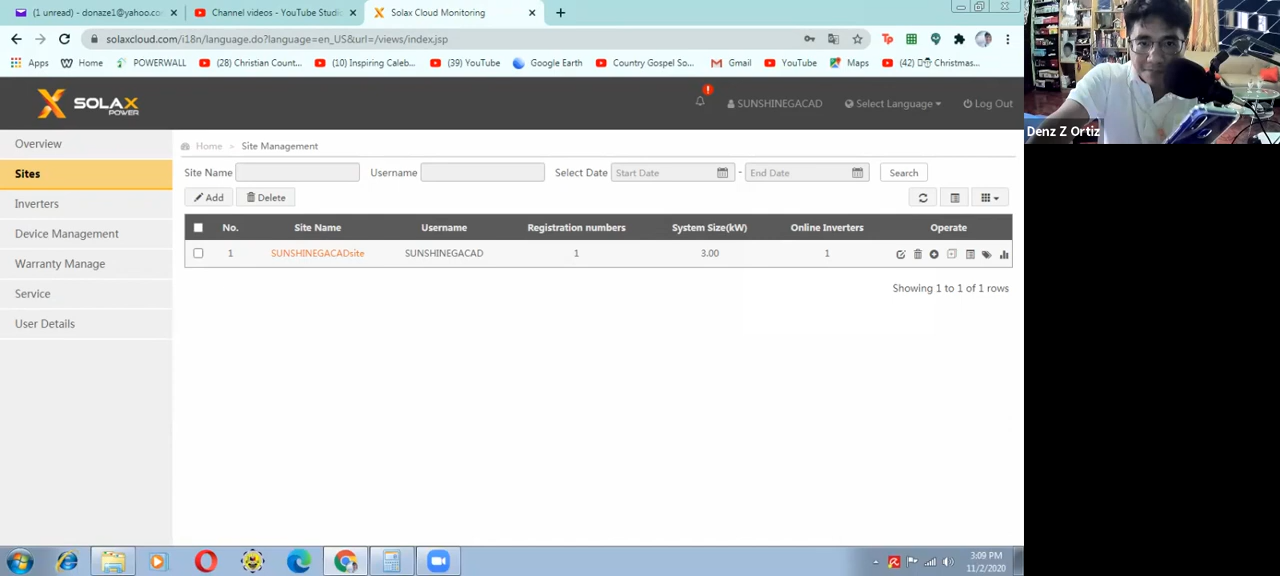 (1 unread) - donaze1@yahoo.co
Channel videos - YouTube Studi
Solax Cloud Monitoring
solaxcloud.com/i18n/language.do?language=en_US&url=/views/index.jsp
Apps
Home
POWERWALL
(28) Christian Count...
(10) Inspiring Celeb...
(39) YouTube
Google Earth
Country Gospel So...
Gmail
YouTube
Maps
(42) Christmas...
SOLAX
POWER
SUNSHINEGACAD
Select Language
Log Out
Denz Z Ortiz
Overview
Sites
Inverters
Device Management
Warranty Manage
Service
User Details
Home > Site Management
Site Name
Username
Select Date
Start Date
-
End Date
Search
Add
Delete
No. Site Name Username Registration numbers System Size(kW) Online Inverters Operate
1 SUNSHINEGACADsite SUNSHINEGACAD 1 3.00 1
Showing 1 to 1 of 1 rows
3:09 PM
11/2/2020